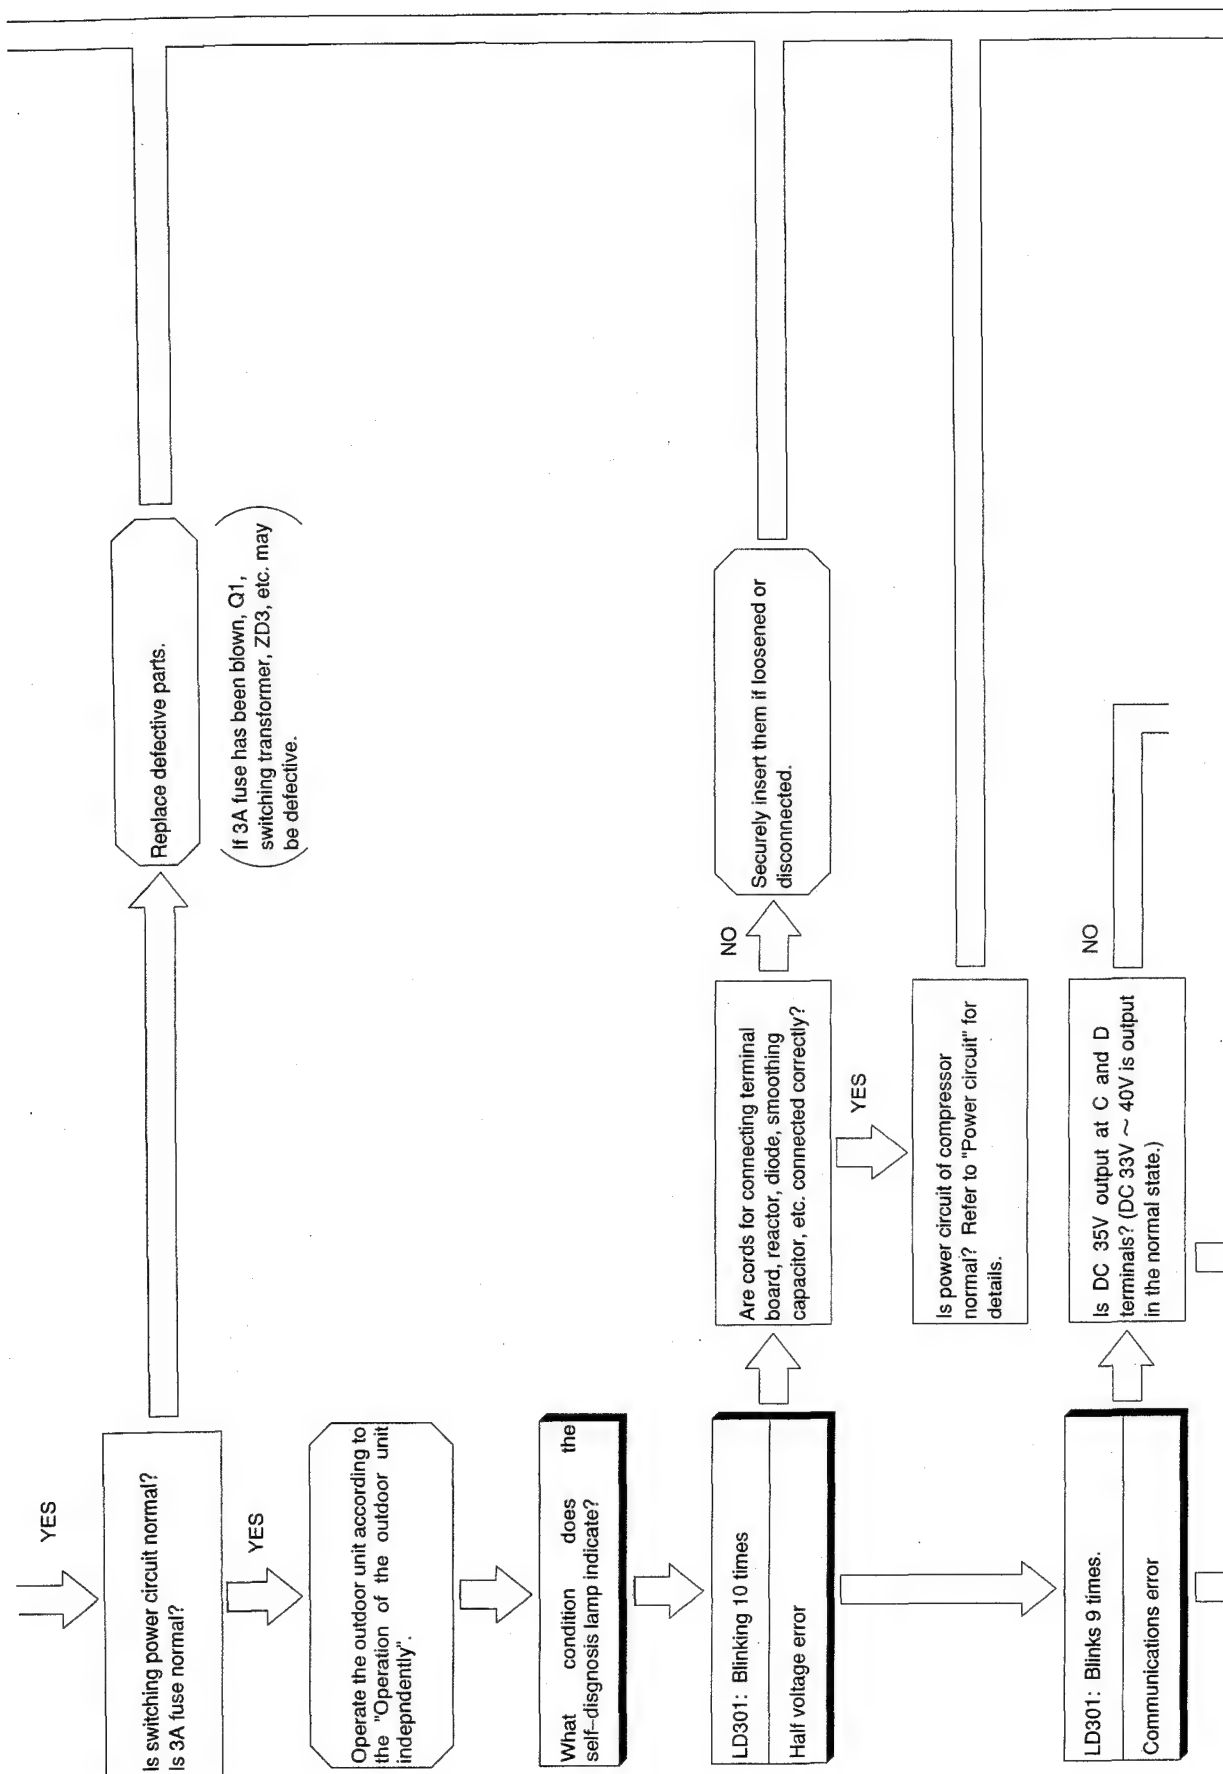 YES
Is switching power circuit normal?
Is 3A fuse normal?
Replace defective parts.
If 3A fuse has been blown, Q1,
switching transformer, ZD3, etc. may
be defective.
YES
Operate the outdoor unit according to
the "Operation of the outdoor unit
indepndently".
What condition does the
self-disgnosis lamp indicate?
LD301: Blinking 10 times
Half voltage error
Are cords for connecting terminal
board, reactor, diode, smoothing
capacitor, etc. connected correctly?
NO
Securely insert them if loosened or
disconnected.
YES
Is power circuit of compressor
normal? Refer to "Power circuit" for
details.
LD301: Blinks 9 times.
Communications error
Is DC 35V output at C and D
terminals? (DC 33V ~ 40V is output
in the normal state.)
NO